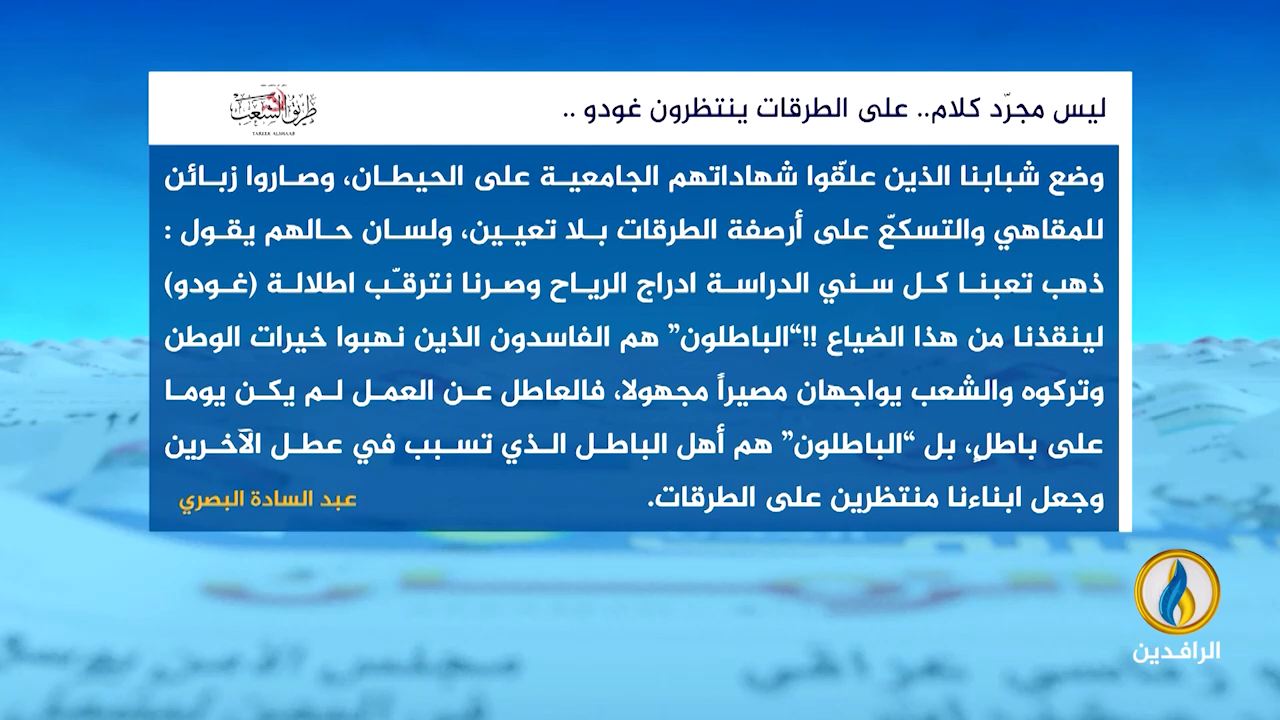 ليس مجرّد كلام.. على الطرقات ينتظرون غودو ..
طريق الشعب
TAREEK ALSHAAB
وضع شبابنا الذين علّقوا شهاداتهم الجامعية على الحيطان، وصاروا زبائن
للمقاهي والتسكعّ على أرصفة الطرقات بلا تعيين، ولسان حالهم يقول :
ذهب تعبنا كل سني الدراسة ادراج الرياح وصرنا نترقّب اطلالة (غودو)
لينقذنا من هذا الضياع !!“الباطلون” هم الفاسدون الذين نهبوا خيرات الوطن
وتركوه والشعب يواجهان مصيراً مجهولا، فالعاطل عن العمل لم يكن يوما
على باطلٍ، بل “الباطلون” هم أهل الباطل الذي تسبب في عطل الآخرين
وجعل ابناءنا منتظرين على الطرقات.
عبد السادة البصري
الرافدين
مجلس الأمن